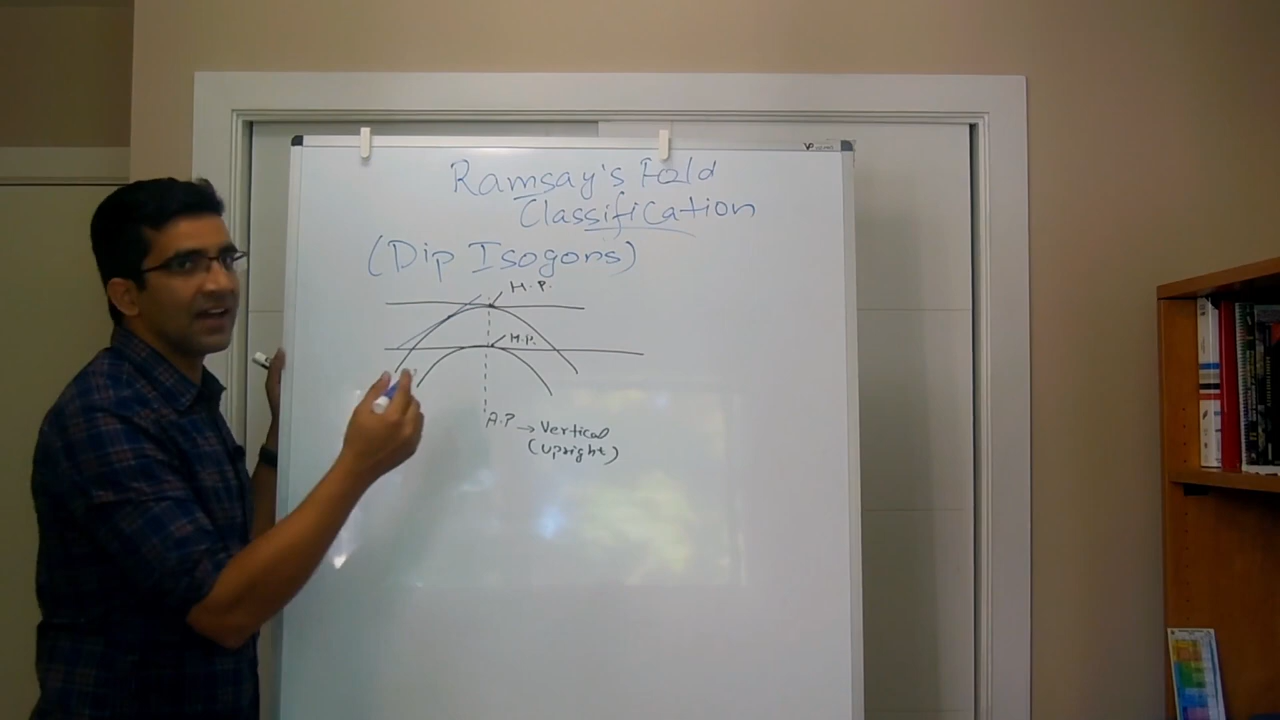 Ramsay's Fold
Classification
(Dip Isogons)
H.P.
H.P.
A.P → Vertical
(Upright)